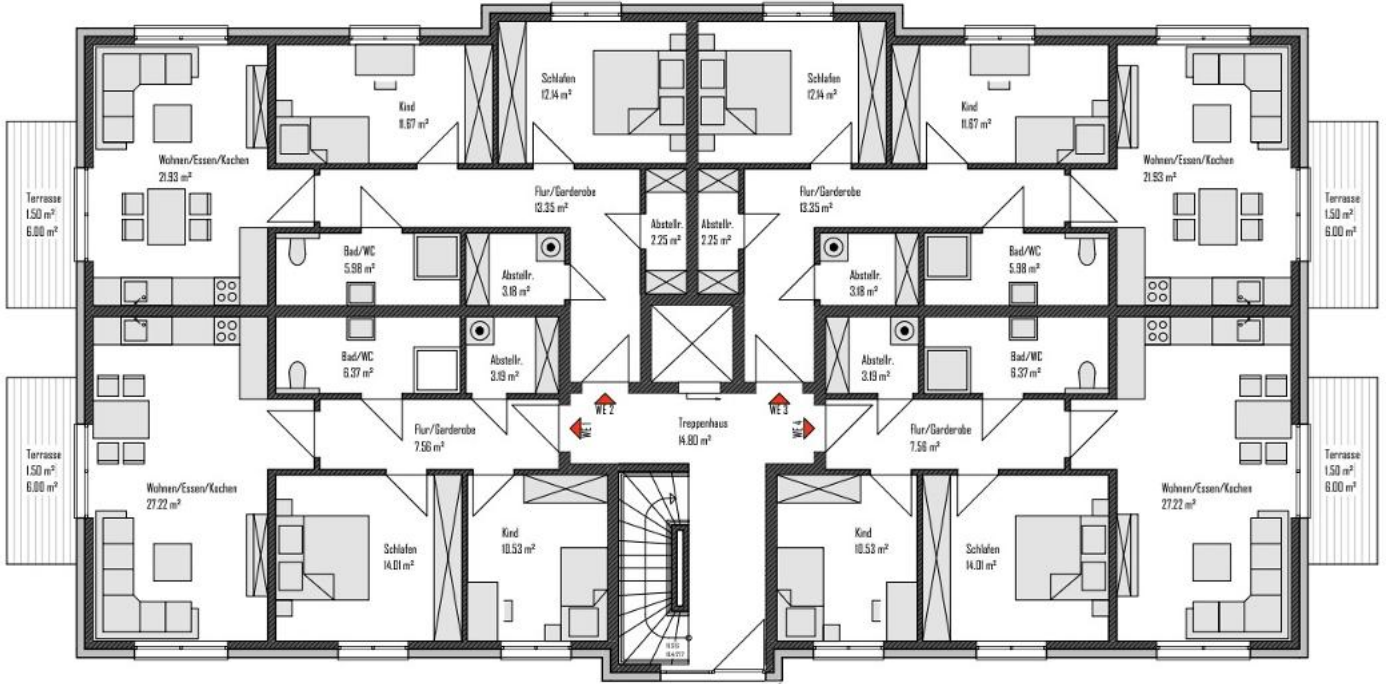 Schlafen
12.14 m²
Schlafen
12.14 m²
Kind
11.67 m²
Kind
11.67 m²
Wohnen/Essen/Kochen
21.93 m²
Wohnen/Essen/Kochen
21.93 m²
Terrasse
1.50 m²
6.00 m²
Flur/Garderobe
13.35 m²
Flur/Garderobe
13.35 m²
Terrasse
1.50 m²
6.00 m²
Abstellr.
2.25 m²
Abstellr.
2.25 m²
Bad/WC
5.98 m²
Abstellr.
3.18 m²
Abstellr.
3.18 m²
Bad/WC
5.98 m²
Bad/WC
6.37 m²
Abstellr.
3.19 m²
Abstellr.
3.19 m²
Bad/WC
6.37 m²
WE 2
WE 3
WE 1
WE 4
Treppenhaus
14.80 m²
Flur/Garderobe
7.56 m²
Flur/Garderobe
7.56 m²
Terrasse
1.50 m²
6.00 m²
Terrasse
1.50 m²
6.00 m²
Wohnen/Essen/Kochen
27.22 m²
Wohnen/Essen/Kochen
27.22 m²
Schlafen
14.01 m²
Kind
10.53 m²
Kind
10.53 m²
Schlafen
14.01 m²